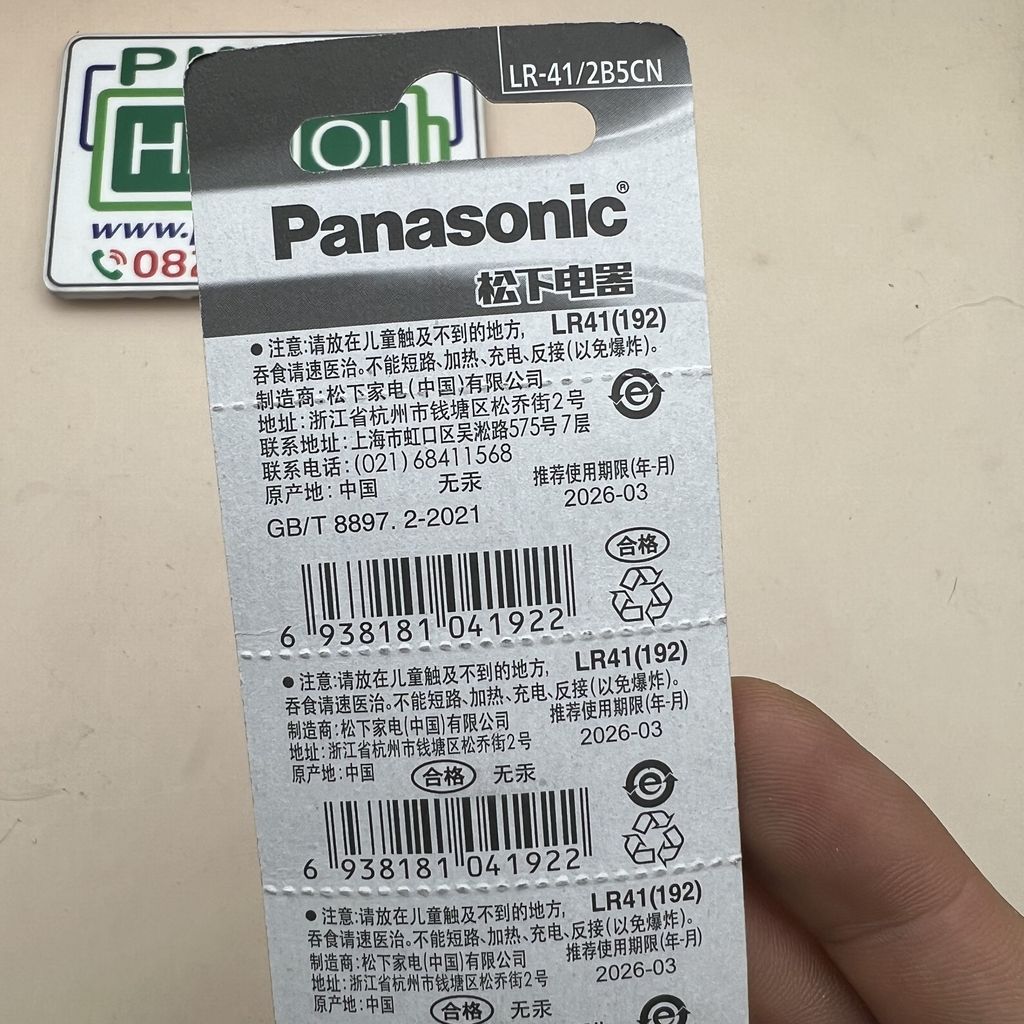 LR-41/2B5CN
Panasonic®
松下电器
www.
082
LR41(192)
● 注意:请放在儿童触及不到的地方,
吞食请速医治。不能短路、加热、充电、反接(以免爆炸)。
制造商:松下家电(中国)有限公司
地址:浙江省杭州市钱塘区松乔街2号
联系地址:上海市虹口区吴淞路575号7层
联系电话:(021)68411568
原产地:中国 无汞 推荐使用期限(年-月)
2026-03
GB/T 8897.2-2021
合格
6 938181 041922
LR41(192)
● 注意:请放在儿童触及不到的地方,
吞食请速医治。不能短路、加热、充电、反接(以免爆炸)。
制造商:松下家电(中国)有限公司 推荐使用期限(年-月)
地址:浙江省杭州市钱塘区松乔街2号 2026-03
原产地:中国 合格 无汞
6 938181 041922
LR41(192)
● 注意:请放在儿童触及不到的地方,
吞食请速医治。不能短路、加热、充电、反接(以免爆炸)。
制造商:松下家电(中国)有限公司 推荐使用期限(年-月)
地址:浙江省杭州市钱塘区松乔街2号 2026-03
原产地:中国 合格 无汞